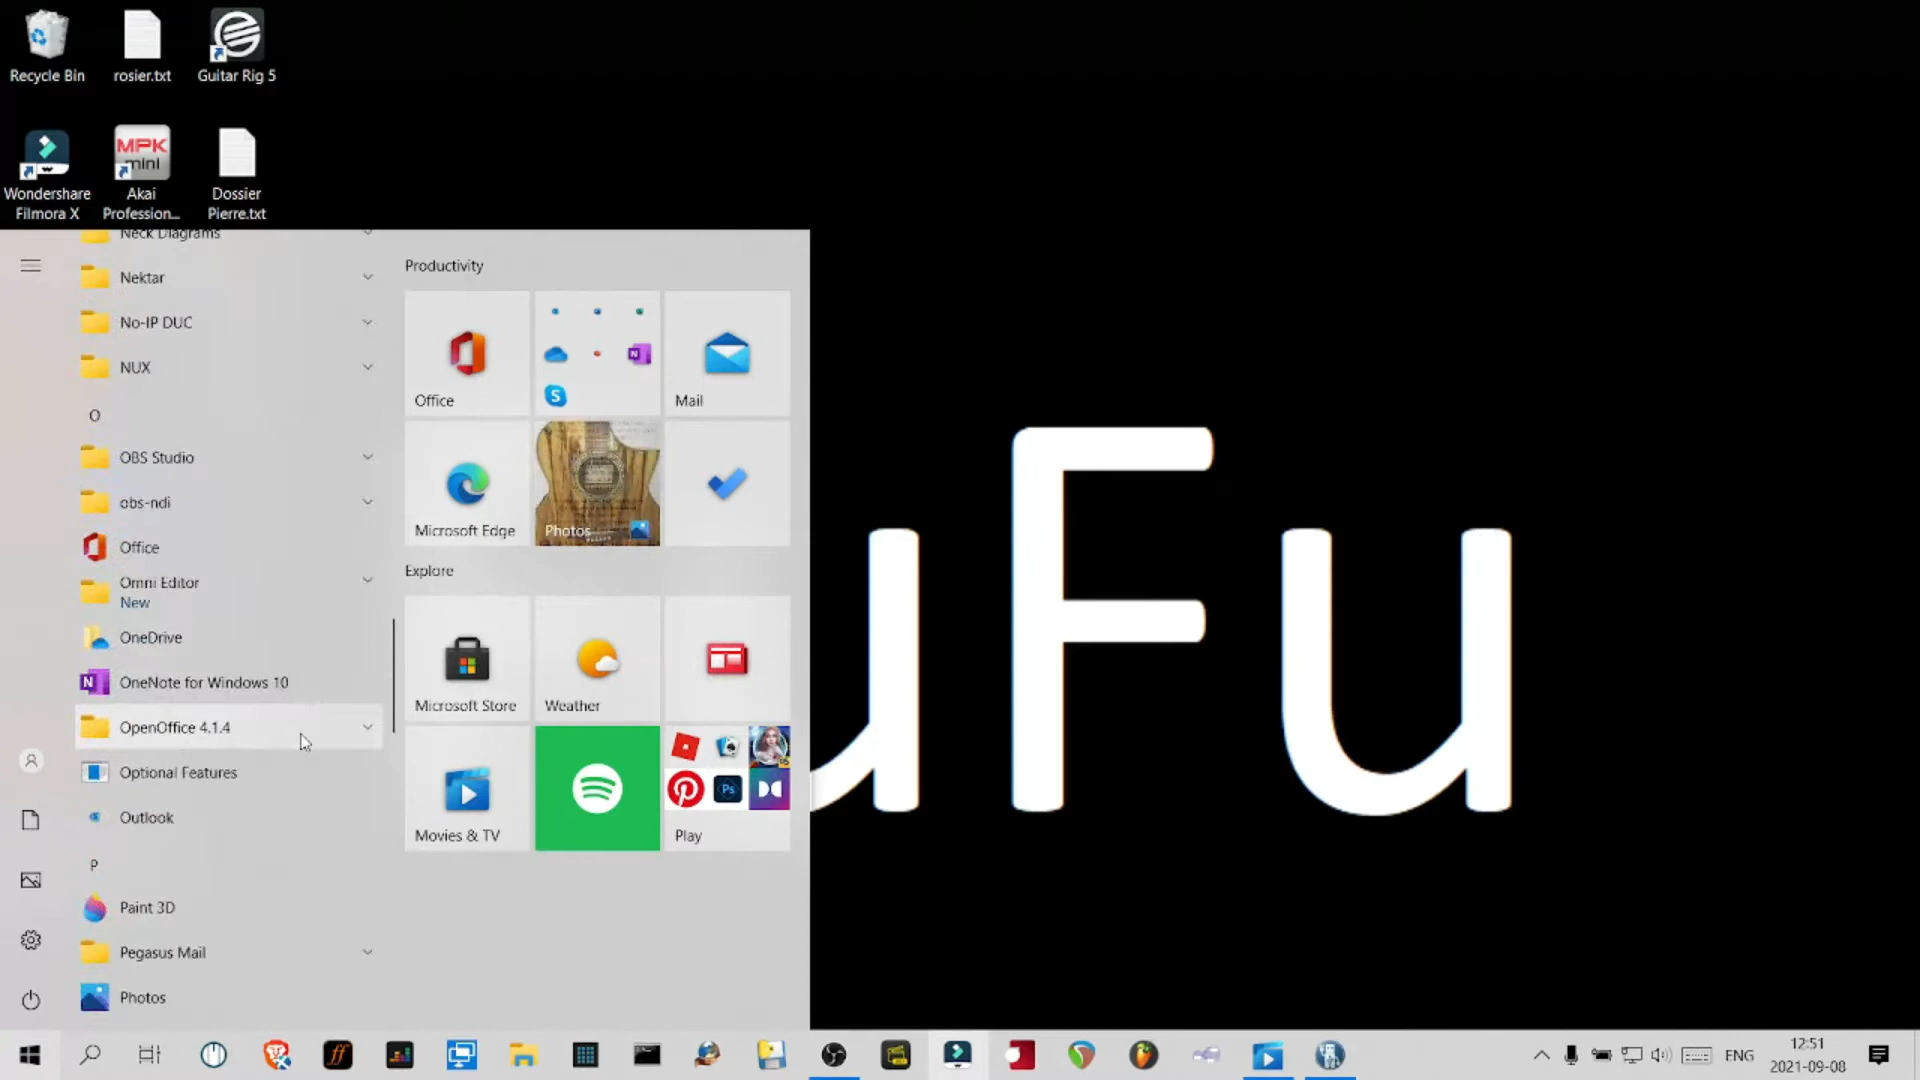 Recycle Bin
rosier.txt
Guitar Rig 5
Wondershare
Filmora X
MPK
mini
Akai
Profession...
Dossier
Pierre.txt
Neck Diagrams
Nektar
No-IP DUC
NUX
O
OBS Studio
obs-ndi
Office
Omni Editor
New
OneDrive
OneNote for Windows 10
OpenOffice 4.1.4
Optional Features
Outlook
P
Paint 3D
Pegasus Mail
Photos
Productivity
Office
Mail
Microsoft Edge
Photos
Explore
Microsoft Store
Weather
Movies & TV
Ps
Play
uFu
ENG
12:51
2021-09-08